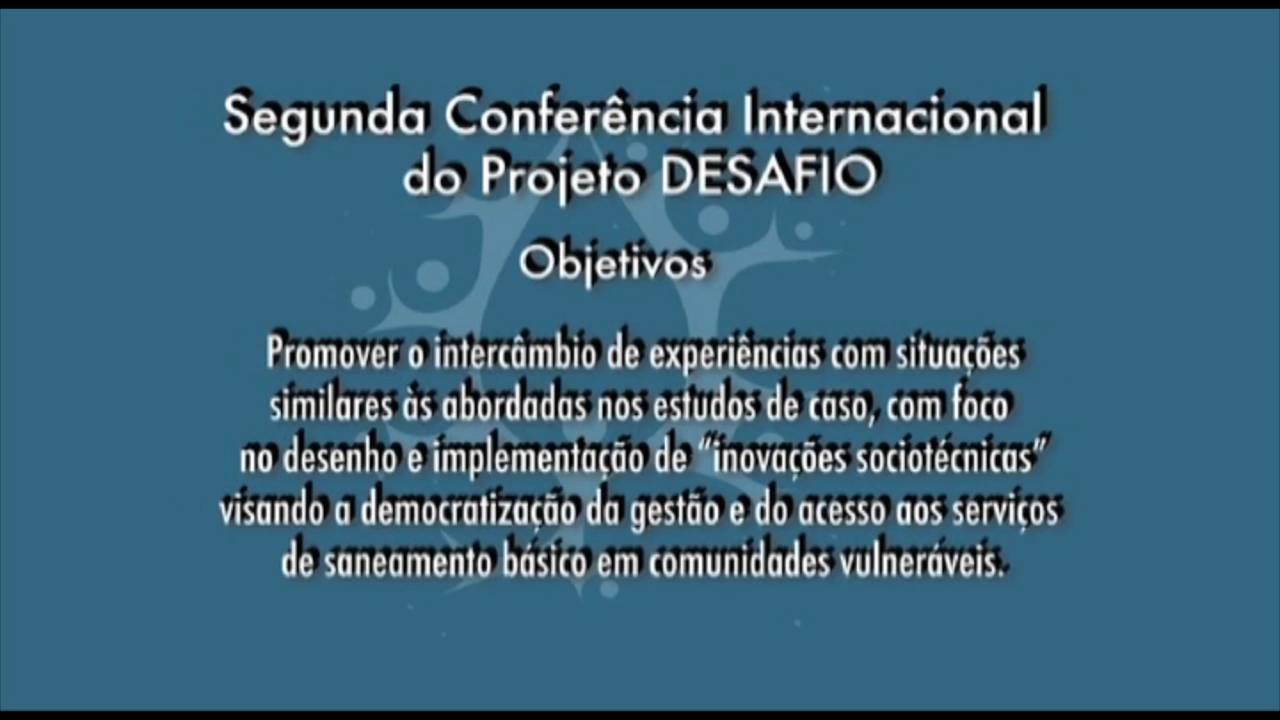 Segunda Conferência Internacional
do Projeto DESAFIO
Objetivos
Promover o intercâmbio de experiências com situações
similares às abordadas nos estudos de caso, com foco
no desenho e implementação de “inovações sociotécnicas”
visando a democratização da gestão e do acesso aos serviços
de saneamento básico em comunidades vulneráveis.